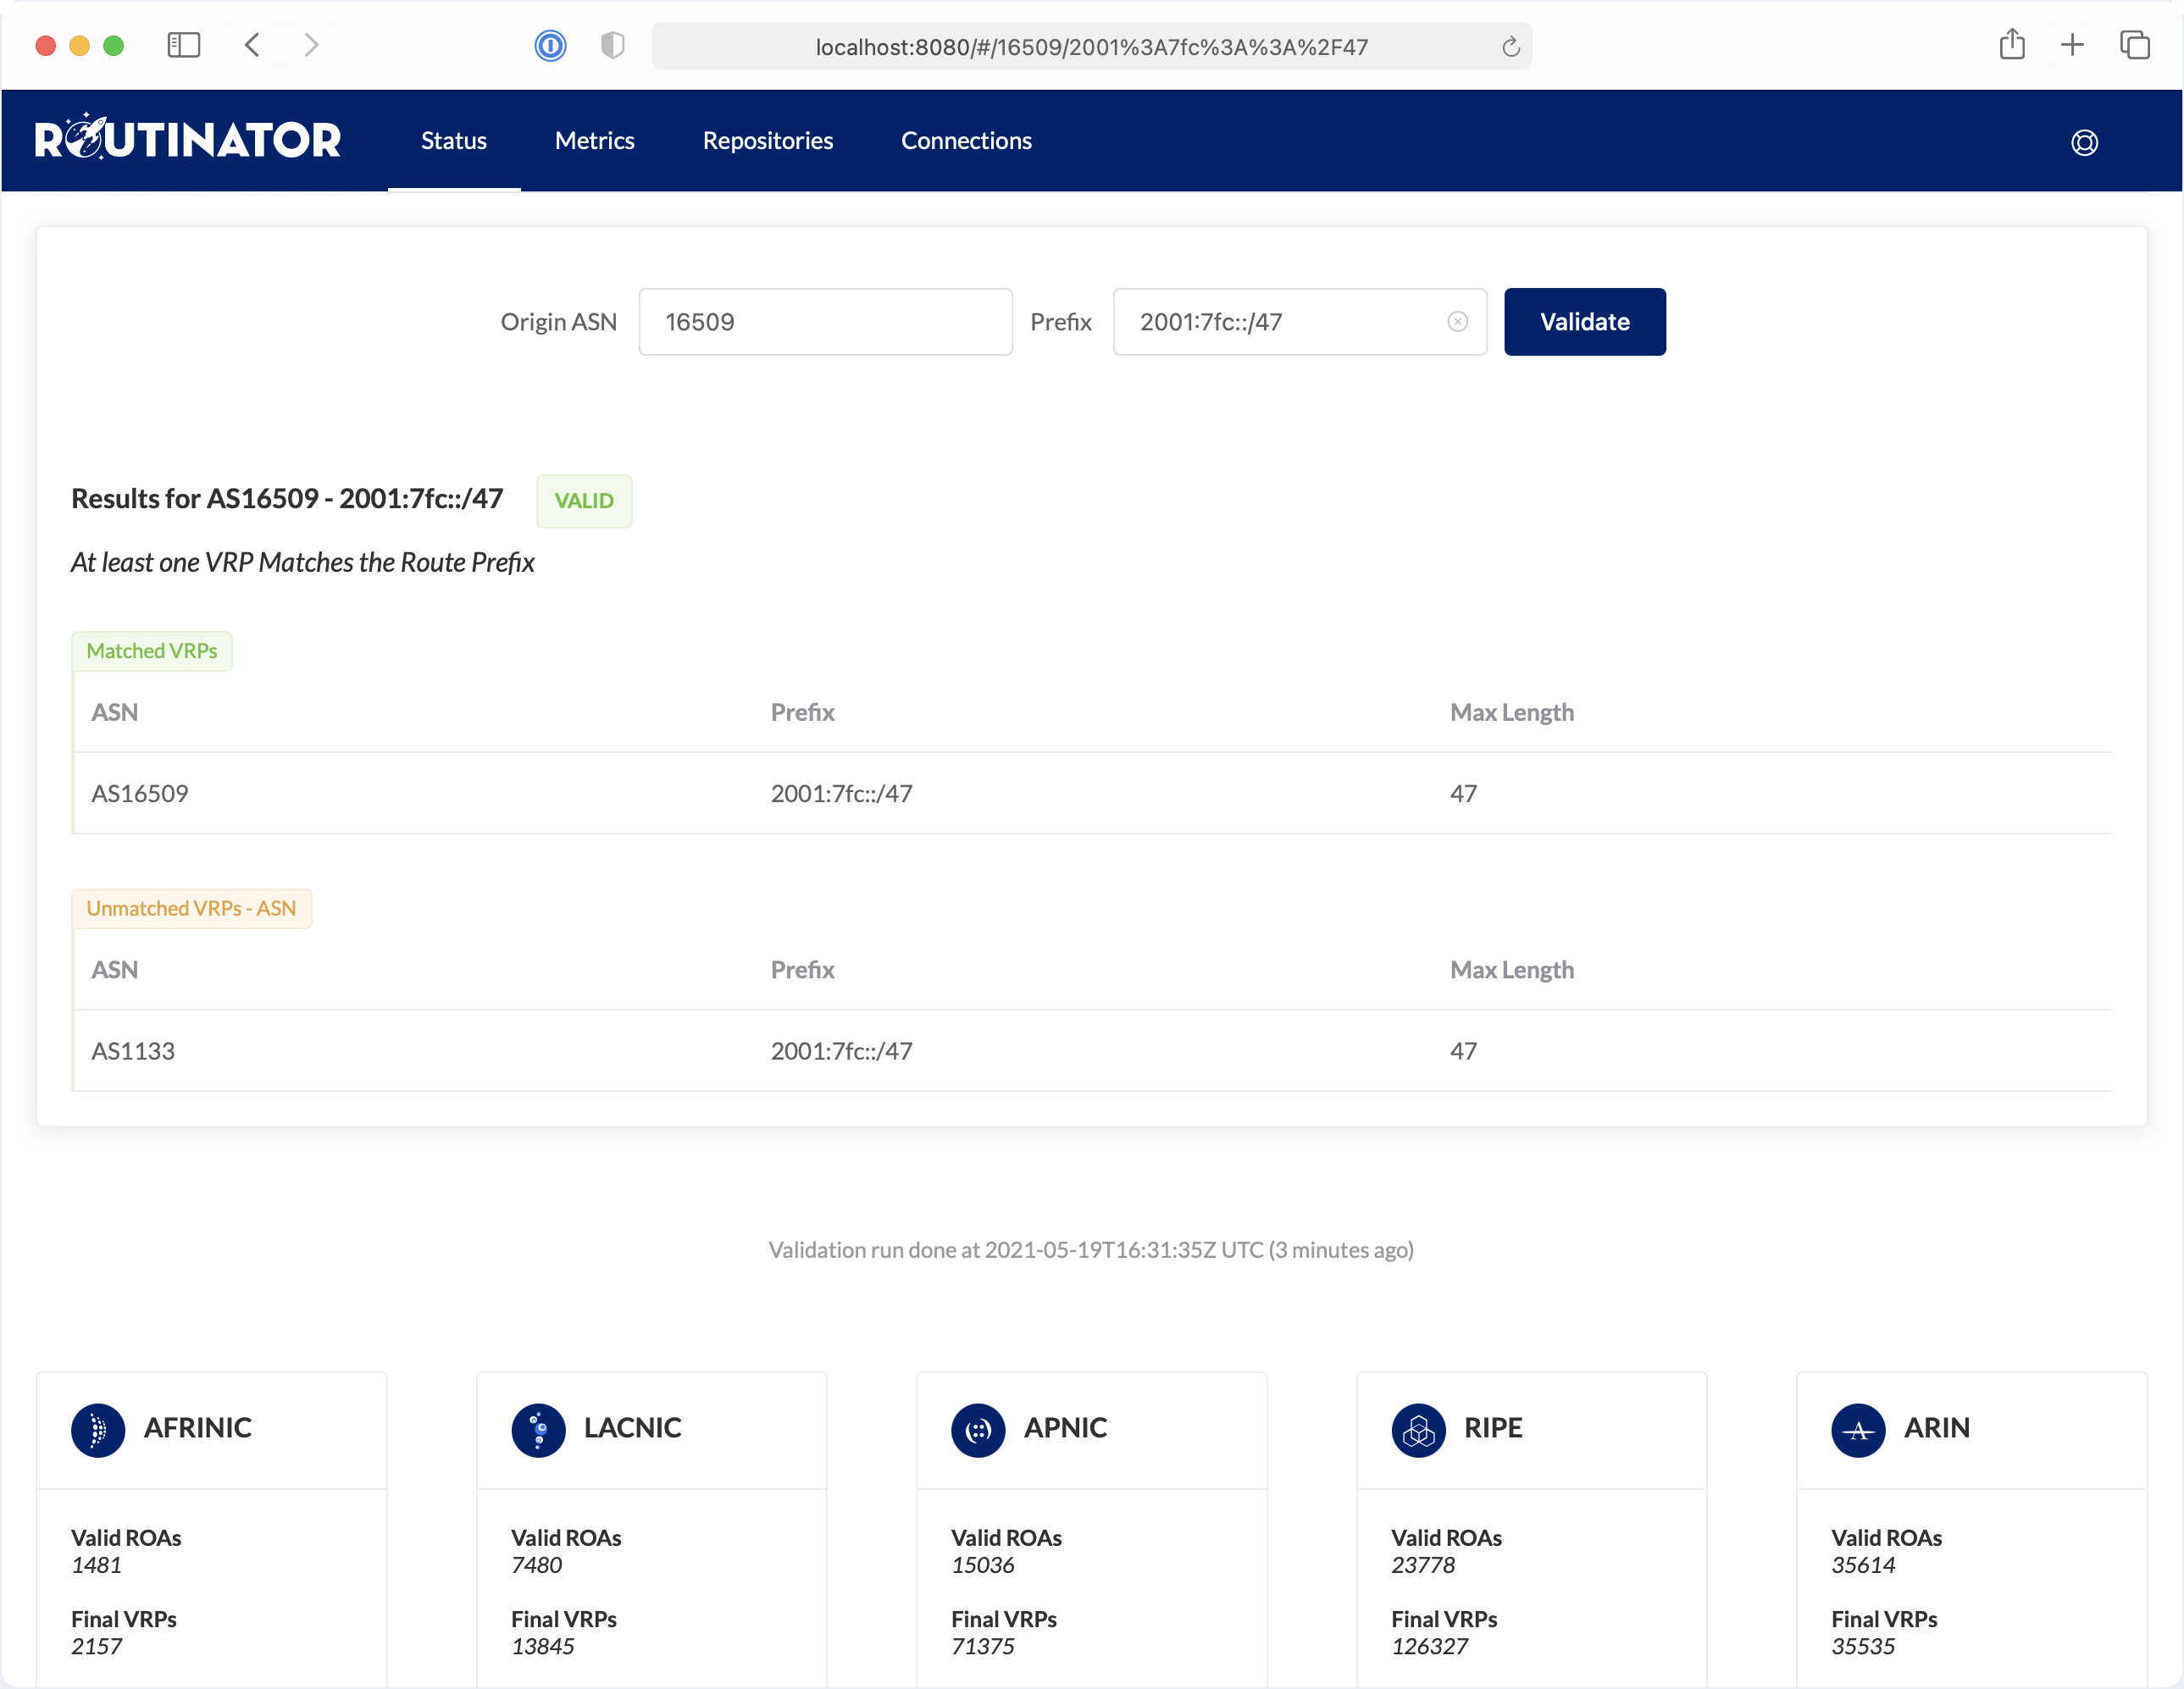 localhost:8080/#/16509/2001%3A7fc%3A%3A%2F47
ROUTINATOR Status Metrics Repositories Connections
Origin ASN 16509 Prefix 2001:7fc::/47 Validate
Results for AS16509 - 2001:7fc::/47 VALID
At least one VRP Matches the Route Prefix
Matched VRPs
ASN Prefix Max Length
AS16509 2001:7fc::/47 47
Unmatched VRPs - ASN
ASN Prefix Max Length
AS1133 2001:7fc::/47 47
Validation run done at 2021-05-19T16:31:35Z UTC (3 minutes ago)
AFRINIC LACNIC APNIC RIPE ARIN
Valid ROAs Valid ROAs Valid ROAs Valid ROAs Valid ROAs
1481 7480 15036 23778 35614
Final VRPs Final VRPs Final VRPs Final VRPs Final VRPs
2157 13845 71375 126327 35535